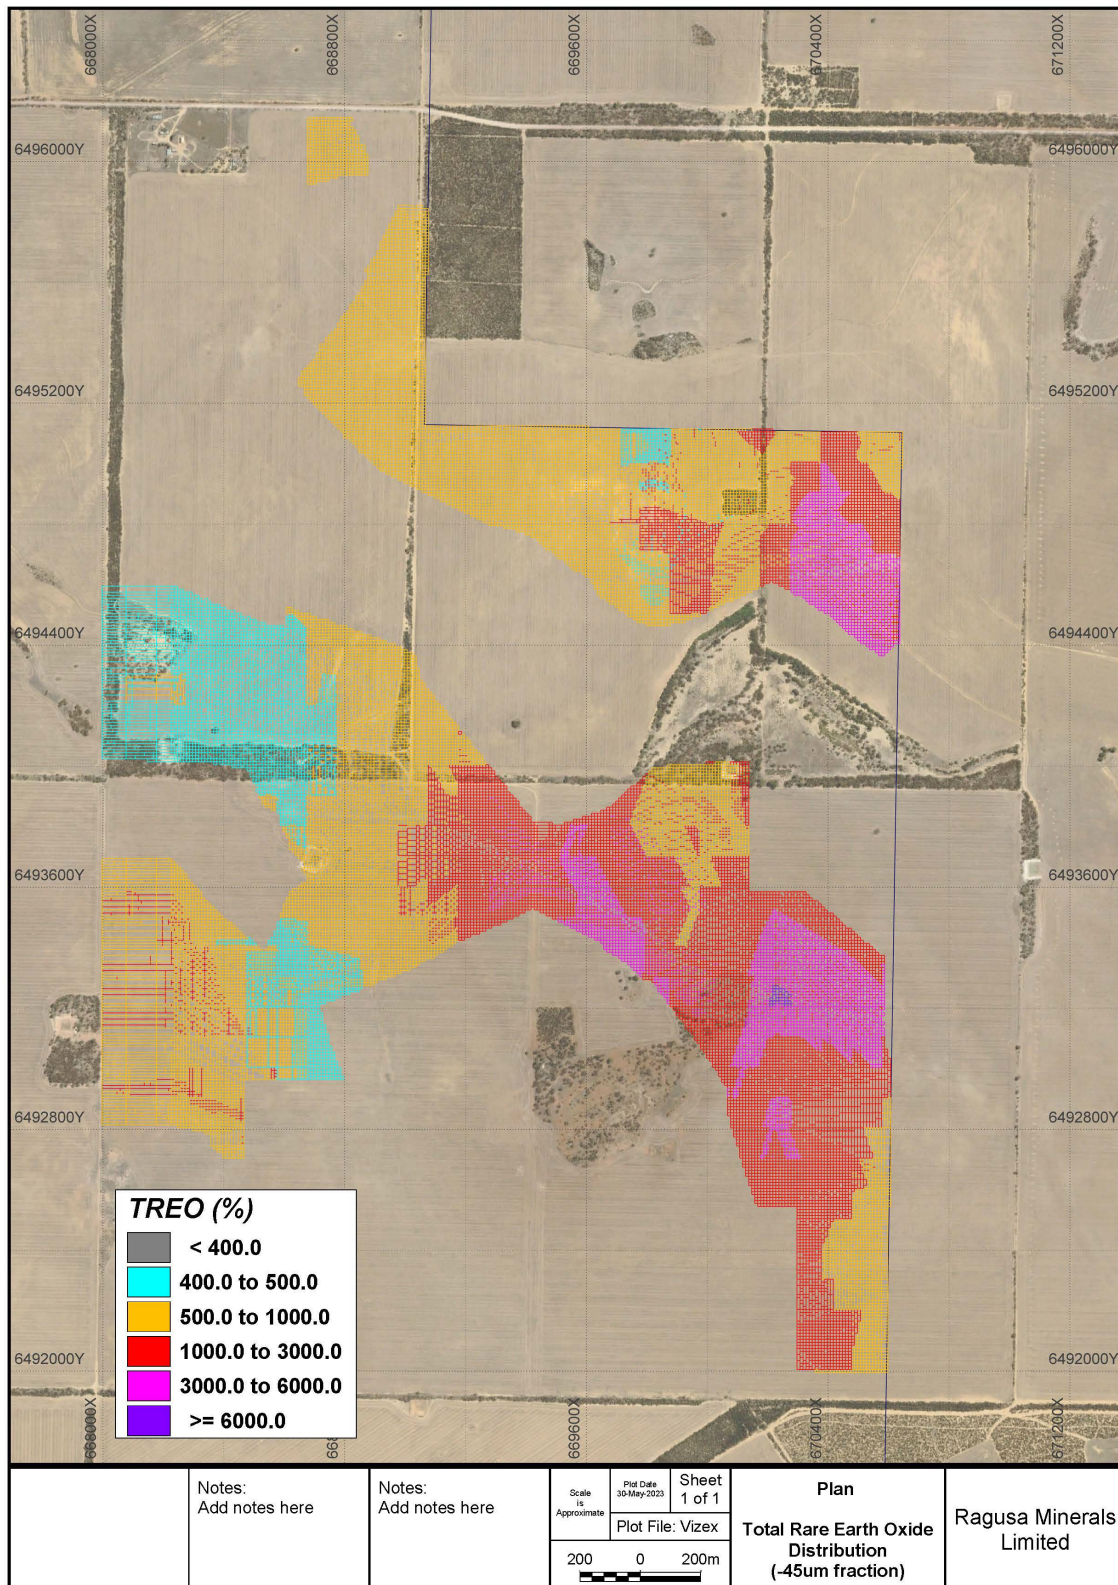 668000X
668800X
669600X
670400X
671200X
6496000Y
6496000Y
6495200Y
6495200Y
6494400Y
6494400Y
6493600Y
6493600Y
6492800Y
6492800Y
6492000Y
6492000Y
TREO (%)
< 400.0
400.0 to 500.0
500.0 to 1000.0
1000.0 to 3000.0
3000.0 to 6000.0
>= 6000.0
668000X
669600X
670400X
671200X
Notes:
Add notes here
Notes:
Add notes here
Scale
is
Approximate
Plot Date
30-May-2023
Sheet
1 of 1
Plot File: Vizex
200 0 200m
Plan
Total Rare Earth Oxide
Distribution
(-45um fraction)
Ragusa Minerals
Limited